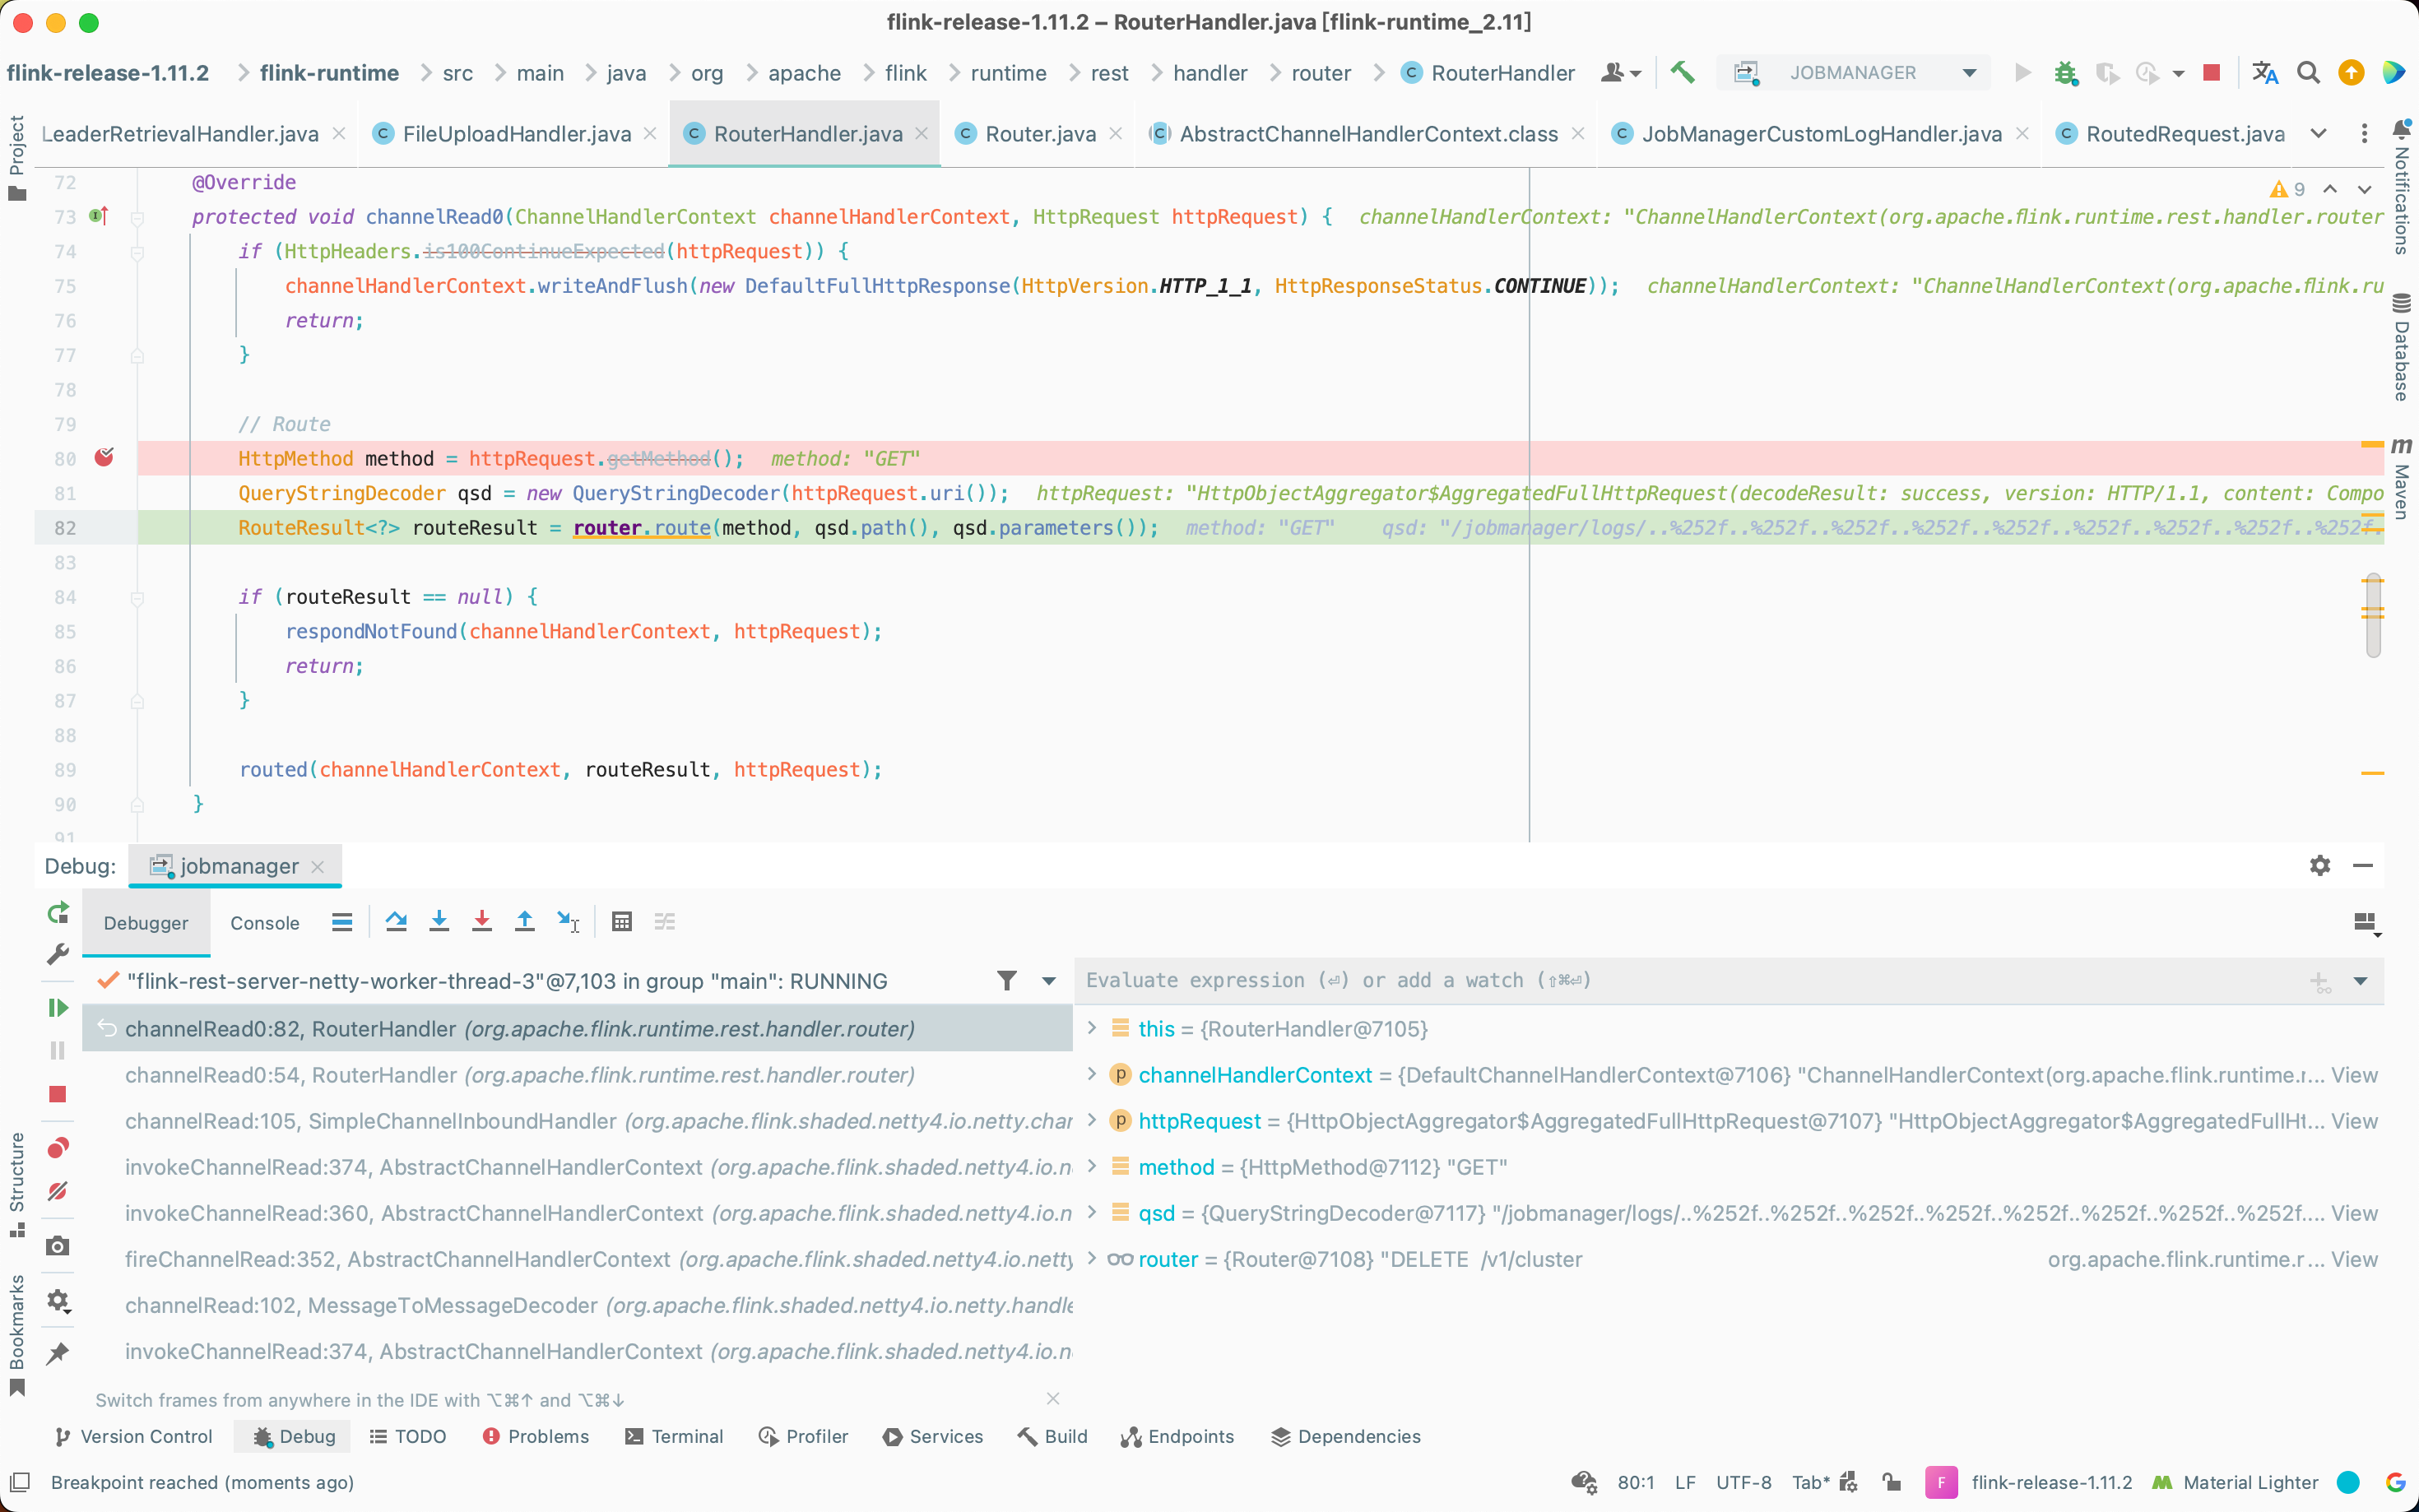 flink-release-1.11.2 – RouterHandler.java [flink-runtime_2.11]
flink-release-1.11.2 flink-runtime src main java org apache flink runtime rest handler router RouterHandler JOBMANAGER
LeaderRetrievalHandler.java FileUploadHandler.java RouterHandler.java Router.java AbstractChannelHandlerContext.class JobManagerCustomLogHandler.java RoutedRequest.java
Project
Notifications
Database
Maven
9
72 @Override
73 protected void channelRead0(ChannelHandlerContext channelHandlerContext, HttpRequest httpRequest) { channelHandlerContext: "ChannelHandlerContext(org.apache.flink.runtime.rest.handler.router
74 if (HttpHeaders.is100ContinueExpected(httpRequest)) {
75 channelHandlerContext.writeAndFlush(new DefaultFullHttpResponse(HttpVersion.HTTP_1_1, HttpResponseStatus.CONTINUE)); channelHandlerContext: "ChannelHandlerContext(org.apache.flink.ru
76 return;
77 }
78
79 // Route
80 HttpMethod method = httpRequest.getMethod(); method: "GET"
81 QueryStringDecoder qsd = new QueryStringDecoder(httpRequest.uri()); httpRequest: "HttpObjectAggregator$AggregatedFullHttpRequest(decodeResult: success, version: HTTP/1.1, content: Compo
82 RouteResult<?> routeResult = router.route(method, qsd.path(), qsd.parameters()); method: "GET" qsd: "/jobmanager/logs/..%252f..%252f..%252f..%252f..%252f..%252f..%252f..%252f..%252f.
83
84 if (routeResult == null) {
85 respondNotFound(channelHandlerContext, httpRequest);
86 return;
87 }
88
89 routed(channelHandlerContext, routeResult, httpRequest);
90 }
91
Debug: jobmanager
Debugger Console
"flink-rest-server-netty-worker-thread-3"@7,103 in group "main": RUNNING
channelRead0:82, RouterHandler (org.apache.flink.runtime.rest.handler.router)
channelRead0:54, RouterHandler (org.apache.flink.runtime.rest.handler.router)
channelRead:105, SimpleChannelInboundHandler (org.apache.flink.shaded.netty4.io.netty.char
invokeChannelRead:374, AbstractChannelHandlerContext (org.apache.flink.shaded.netty4.io.n
invokeChannelRead:360, AbstractChannelHandlerContext (org.apache.flink.shaded.netty4.io.n
fireChannelRead:352, AbstractChannelHandlerContext (org.apache.flink.shaded.netty4.io.netty
channelRead:102, MessageToMessageDecoder (org.apache.flink.shaded.netty4.io.netty.handle
invokeChannelRead:374, AbstractChannelHandlerContext (org.apache.flink.shaded.netty4.io.n
Switch frames from anywhere in the IDE with ⌥⌘↑ and ⌥⌘↓
Evaluate expression (⏎) or add a watch (⇧⌘⏎)
this = {RouterHandler@7105}
channelHandlerContext = {DefaultChannelHandlerContext@7106} "ChannelHandlerContext(org.apache.flink.runtime.r... View
httpRequest = {HttpObjectAggregator$AggregatedFullHttpRequest@7107} "HttpObjectAggregator$AggregatedFullHt... View
method = {HttpMethod@7112} "GET"
qsd = {QueryStringDecoder@7117} "/jobmanager/logs/..%252f..%252f..%252f..%252f..%252f..%252f..%252f..%252f.... View
router = {Router@7108} "DELETE /v1/cluster org.apache.flink.runtime.r... View
Structure
Bookmarks
Version Control Debug TODO Problems Terminal Profiler Services Build Endpoints Dependencies
Breakpoint reached (moments ago) 80:1 LF UTF-8 Tab* F flink-release-1.11.2 Material Lighter